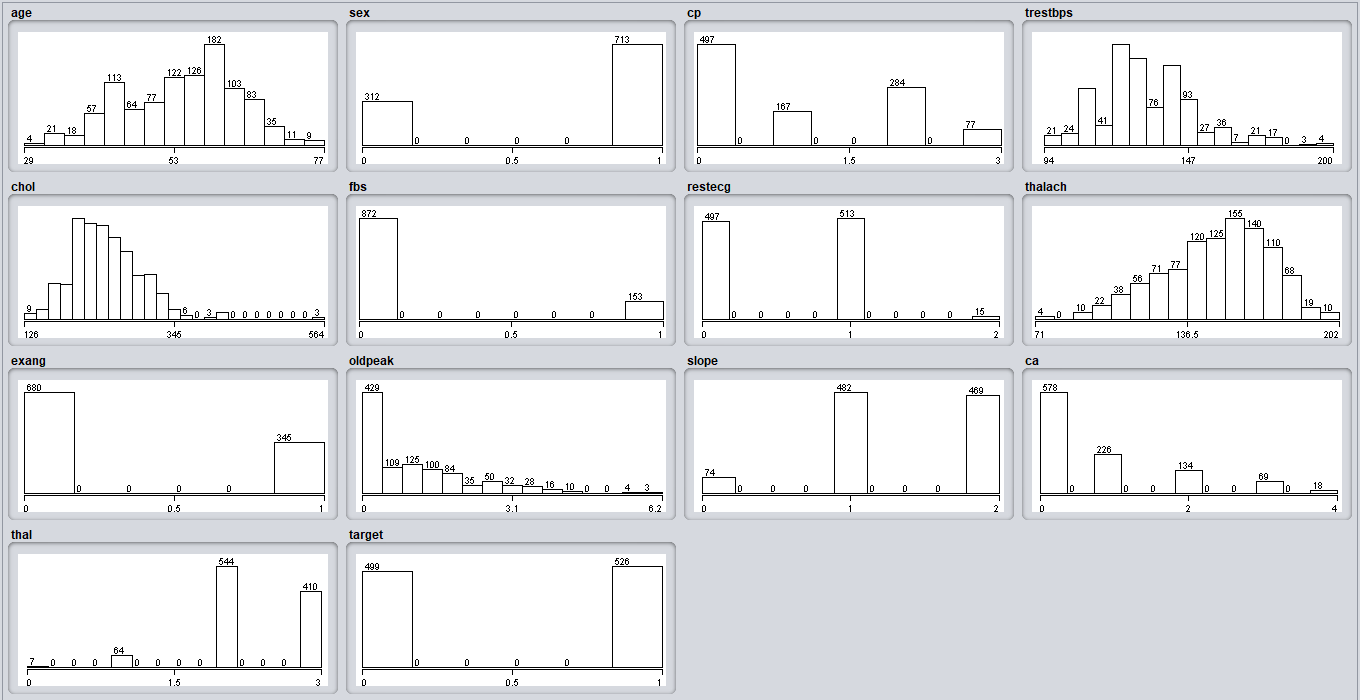 age sex cp trestbps
4 21 18 57 113 64 77 122 126 182 103 83 35 11 9
29 53 77
312 0 0 0 0 713
0 0.5 1
497 0 167 0 0 284 0 77
0 1.5 3
21 24 41 76 93 27 36 7 21 17 0 3 4
94 147 200
chol fbs restecg thalach
9 6 0 3 0 0 0 0 0 0 0 3
126 345 564
872 0 0 0 0 0 0 153
0 0.5 1
497 0 0 0 0 513 0 0 0 15
0 1 2
4 0 10 22 38 56 71 77 120 125 155 140 110 68 19 10
71 136.5 202
exang oldpeak slope ca
680 0 0 0 0 345
0 0.5 1
429 109 125 100 84 35 50 32 28 16 10 0 0 4 3
0 3.1 6.2
74 0 0 0 482 0 0 0 469
0 1 2
578 0 226 0 0 134 0 0 69 0 18
0 2 4
thal target
7 0 0 0 64 0 0 0 0 544 0 0 0 410
0 1.5 3
499 0 0 0 0 526
0 0.5 1